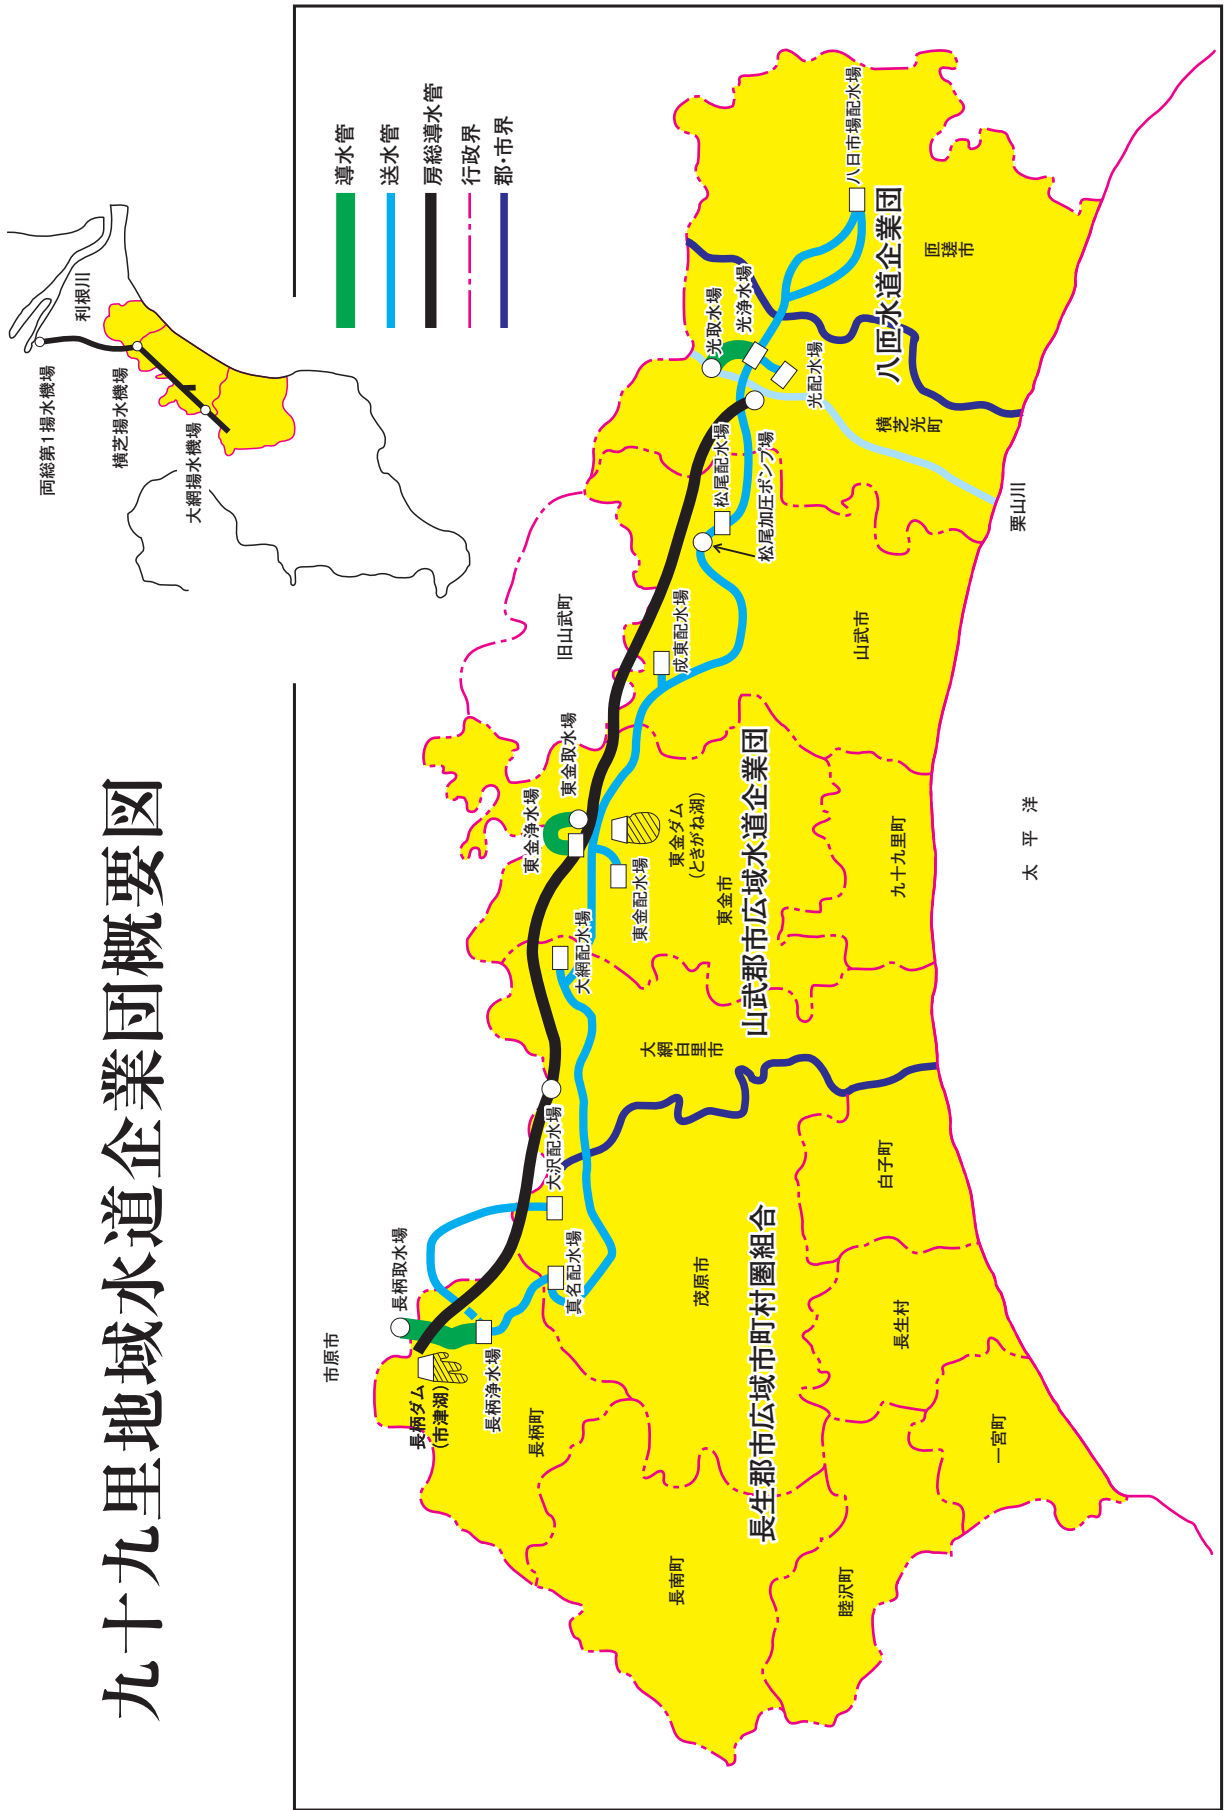 九十九里地域水道企業団概要図
両総第1揚水機場
利根川
横芝揚水機場
大網揚水機場
導水管
送水管
房総導水管
行政界
郡・市界
市原市
長柄取水場
長柄ダム
(市津湖)
長柄浄水場
長柄町
真名配水場
大沢配水場
大網配水場
東金浄水場
東金取水場
東金配水場
東金ダム
(ときがね湖)
旧山武町
成東配水場
松尾配水場
松尾加圧ポンプ場
光取水場
光浄水場
光配水場
八日市場配水場
八匝水道企業団
匝瑳市
横芝光町
栗山川
山武市
山武郡市広域水道企業団
東金市
九十九里町
大網白里市
長生郡市広域市町村圏組合
茂原市
白子町
長生村
一宮町
長南町
睦沢町
太平洋